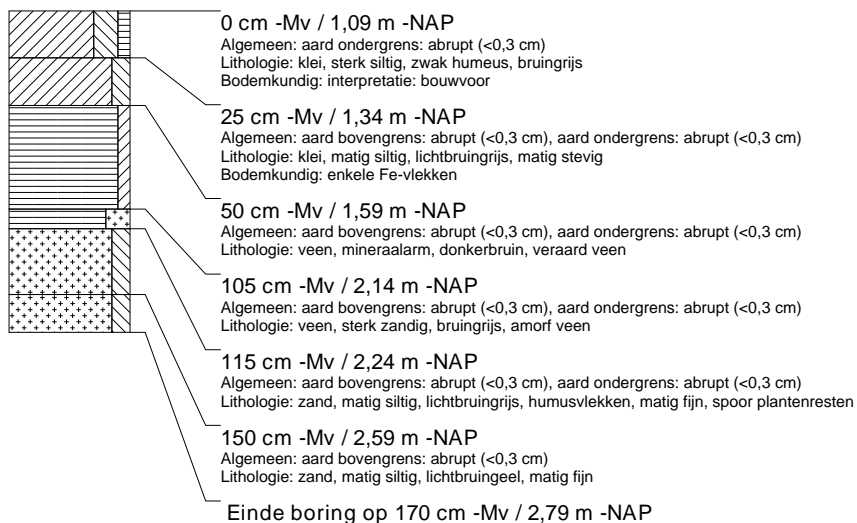 0 cm -Mv / 1,09 m -NAP
Algemeen: aard ondergrens: abrupt (<0,3 cm)
Lithologie: klei, sterk siltig, zwak humeus, bruingrijs
Bodemkundig: interpretatie: bouwvoor
25 cm -Mv / 1,34 m -NAP
Algemeen: aard bovengrens: abrupt (<0,3 cm), aard ondergrens: abrupt (<0,3 cm)
Lithologie: klei, matig siltig, lichtbruingrijs, matig stevig
Bodemkundig: enkele Fe-vlekken
50 cm -Mv / 1,59 m -NAP
Algemeen: aard bovengrens: abrupt (<0,3 cm), aard ondergrens: abrupt (<0,3 cm)
Lithologie: veen, mineraalarm, donkerbruin, veraard veen
105 cm -Mv / 2,14 m -NAP
Algemeen: aard bovengrens: abrupt (<0,3 cm), aard ondergrens: abrupt (<0,3 cm)
Lithologie: veen, sterk zandig, bruingrijs, amorf veen
115 cm -Mv / 2,24 m -NAP
Algemeen: aard bovengrens: abrupt (<0,3 cm), aard ondergrens: abrupt (<0,3 cm)
Lithologie: zand, matig siltig, lichtbruingrijs, humusvlekken, matig fijn, spoor plantenresten
150 cm -Mv / 2,59 m -NAP
Algemeen: aard bovengrens: abrupt (<0,3 cm)
Lithologie: zand, matig siltig, lichtbruingeel, matig fijn
Einde boring op 170 cm -Mv / 2,79 m -NAP